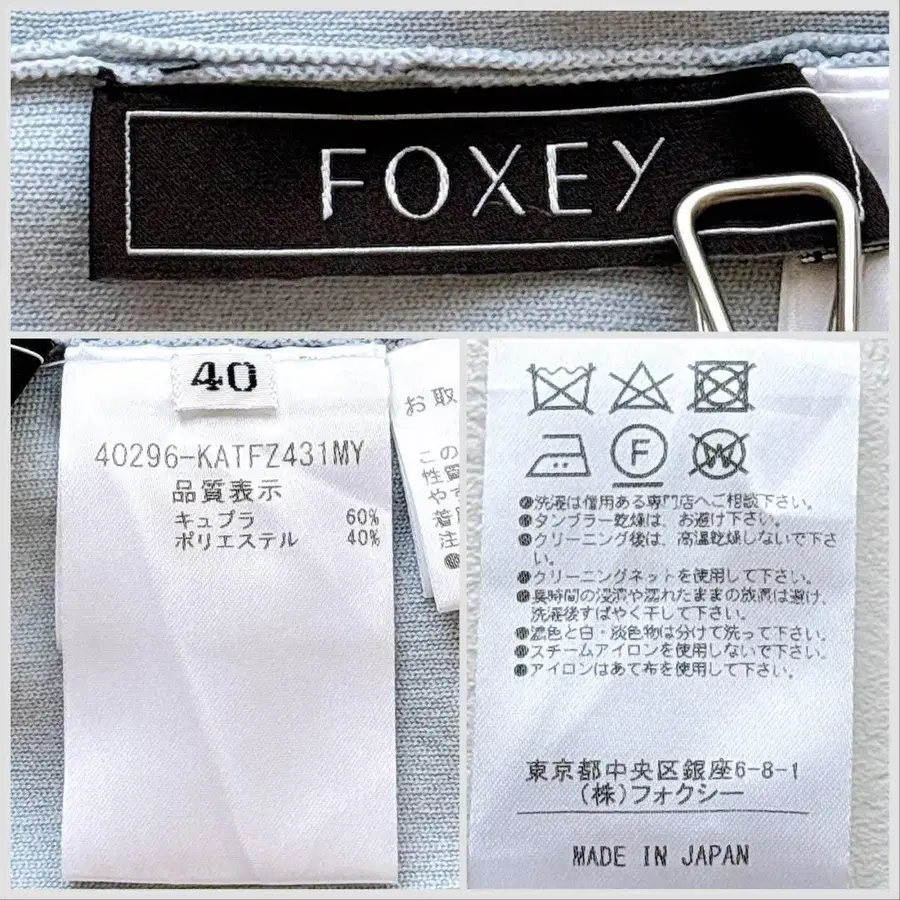 FOXEY
40
40296-KATFZ431MY
品質表示
キュプラ 60%
ポリエステル 40%
お取
この
性質
やす
着用
注
F
W
洗濯は信用ある専門店へご相談下さい。
タンブラー乾燥は、お避け下さい。
クリーニング後は、高温乾燥しないで下さ
い。
クリーニングネットを使用して下さい。
長時間の浸漬や濡れたままの放置は避け、
洗濯後すばやく干して下さい。
濃色と白・淡色物は分けて洗って下さい。
スチームアイロンを使用しないで下さい。
アイロンはあて布を使用して下さい。
東京都中央区銀座6-8-1
(株)フォクシー
MADE IN JAPAN